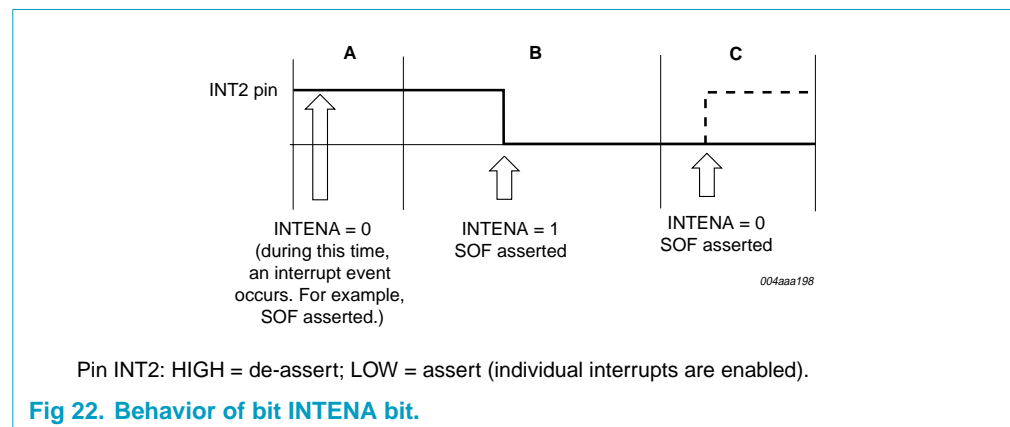 A
B
C
INT2 pin
INTENA = 0
(during this time,
an interrupt event
occurs. For example,
SOF asserted.)
INTENA = 1
SOF asserted
INTENA = 0
SOF asserted
004aaa198
Pin INT2: HIGH = de-assert; LOW = assert (individual interrupts are enabled).
Fig 22. Behavior of bit INTENA bit.